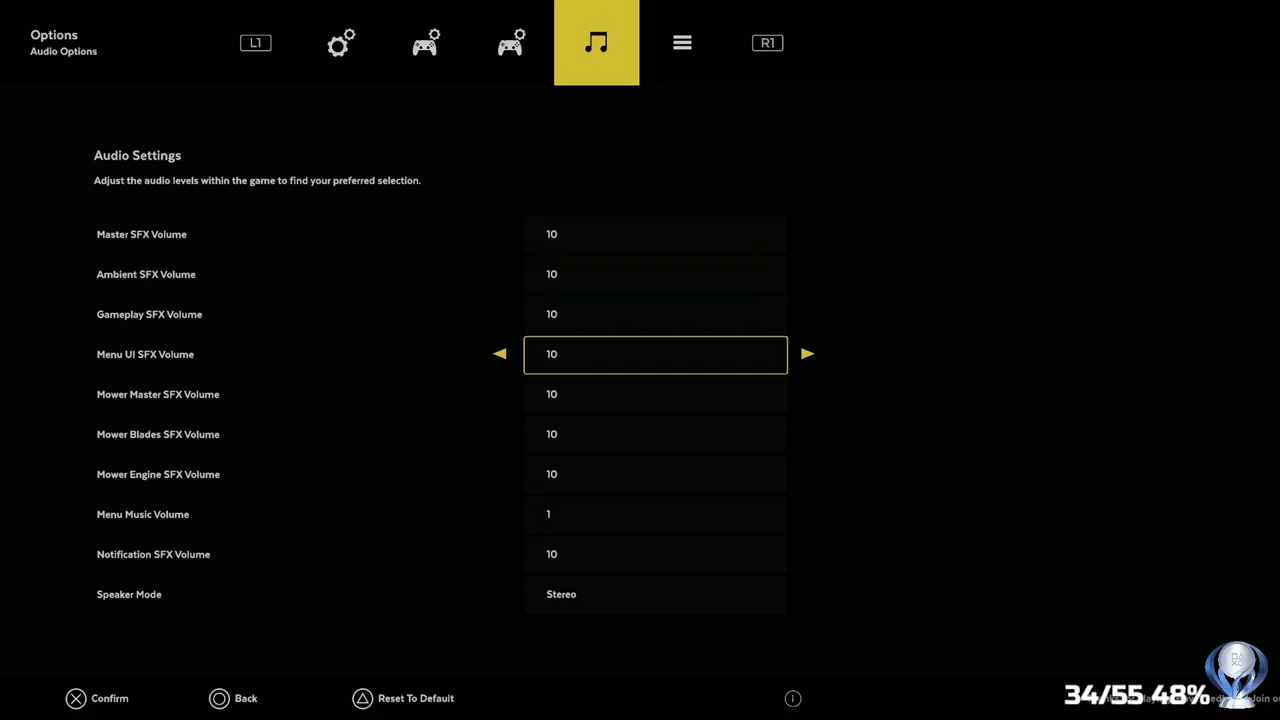 Options
Audio Options
L1
R1
Audio Settings
Adjust the audio levels within the game to find your preferred selection.
Master SFX Volume 10
Ambient SFX Volume 10
Gameplay SFX Volume 10
Menu UI SFX Volume 10
Mower Master SFX Volume 10
Mower Blades SFX Volume 10
Mower Engine SFX Volume 10
Menu Music Volume 1
Notification SFX Volume 10
Speaker Mode Stereo
Confirm
Back
Reset To Default
34/55 48%